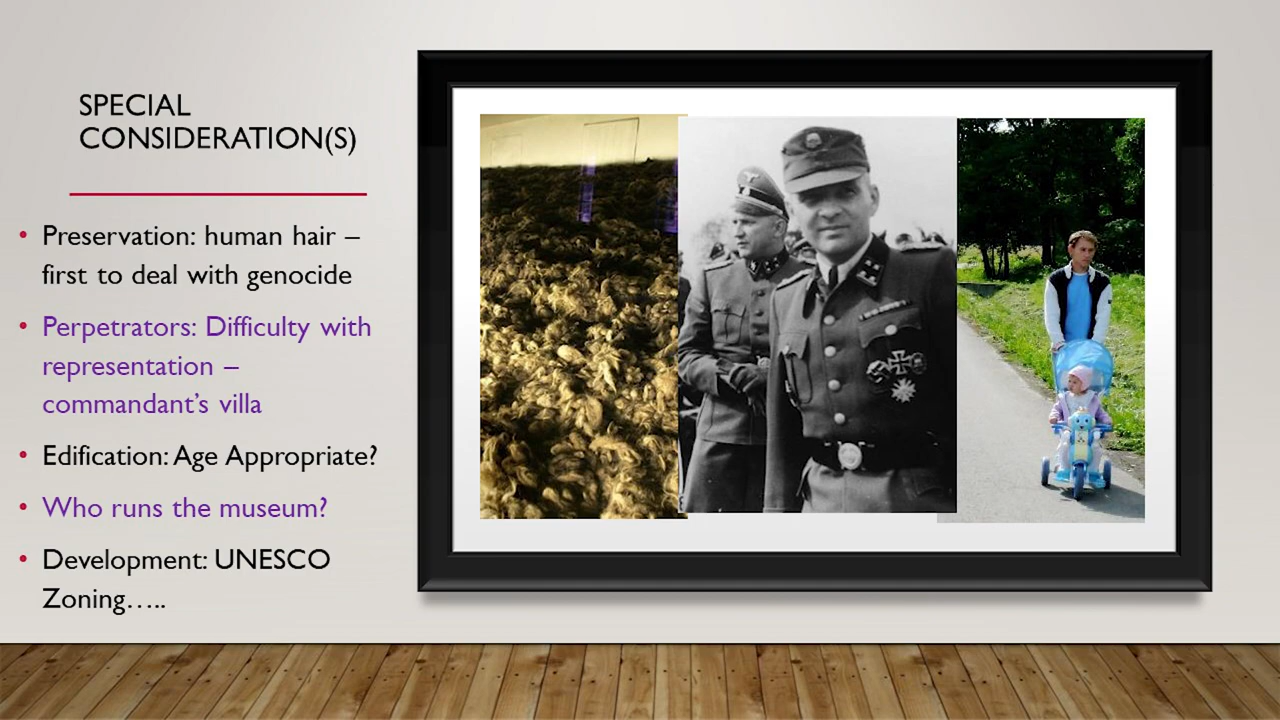 SPECIAL
CONSIDERATION(S)
• Preservation: human hair –
first to deal with genocide
• Perpetrators: Difficulty with
representation –
commandant's villa
• Edification: Age Appropriate?
• Who runs the museum?
• Development: UNESCO
Zoning…..